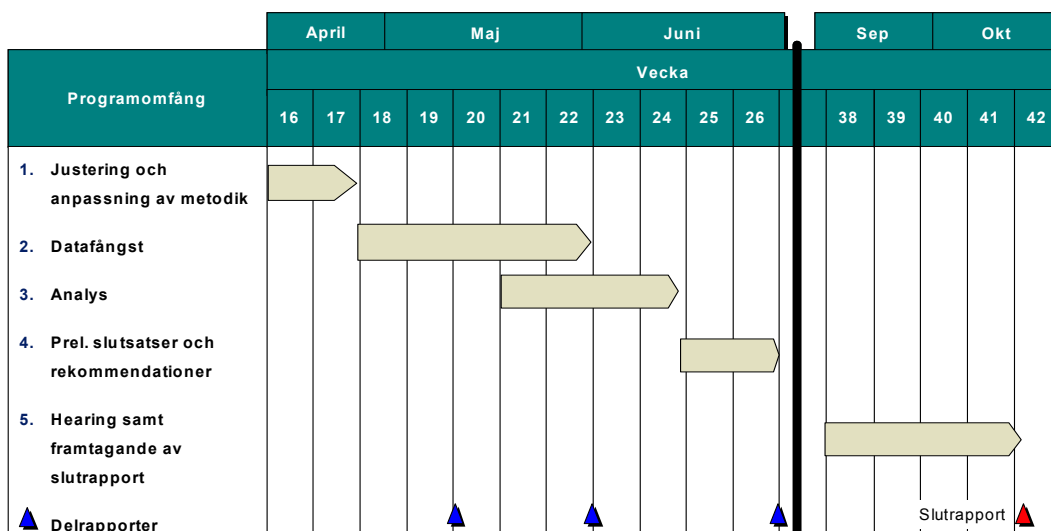 April Maj Juni Sep Okt
Vecka
Programomfång
16 17 18 19 20 21 22 23 24 25 26 38 39 40 41 42
1. Justering och
anpassning av metodik
2. Datafångst
3. Analys
4. Prel. slutsatser och
rekommendationer
5. Hearing samt
framtagande av
slutrapport
Slutrapport
Delrapporter